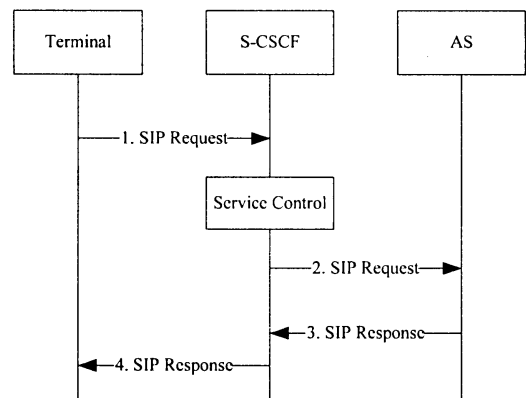 Terminal
S-CSCF
AS
1. SIP Request
Service Control
2. SIP Request
3. SIP Response
4. SIP Response